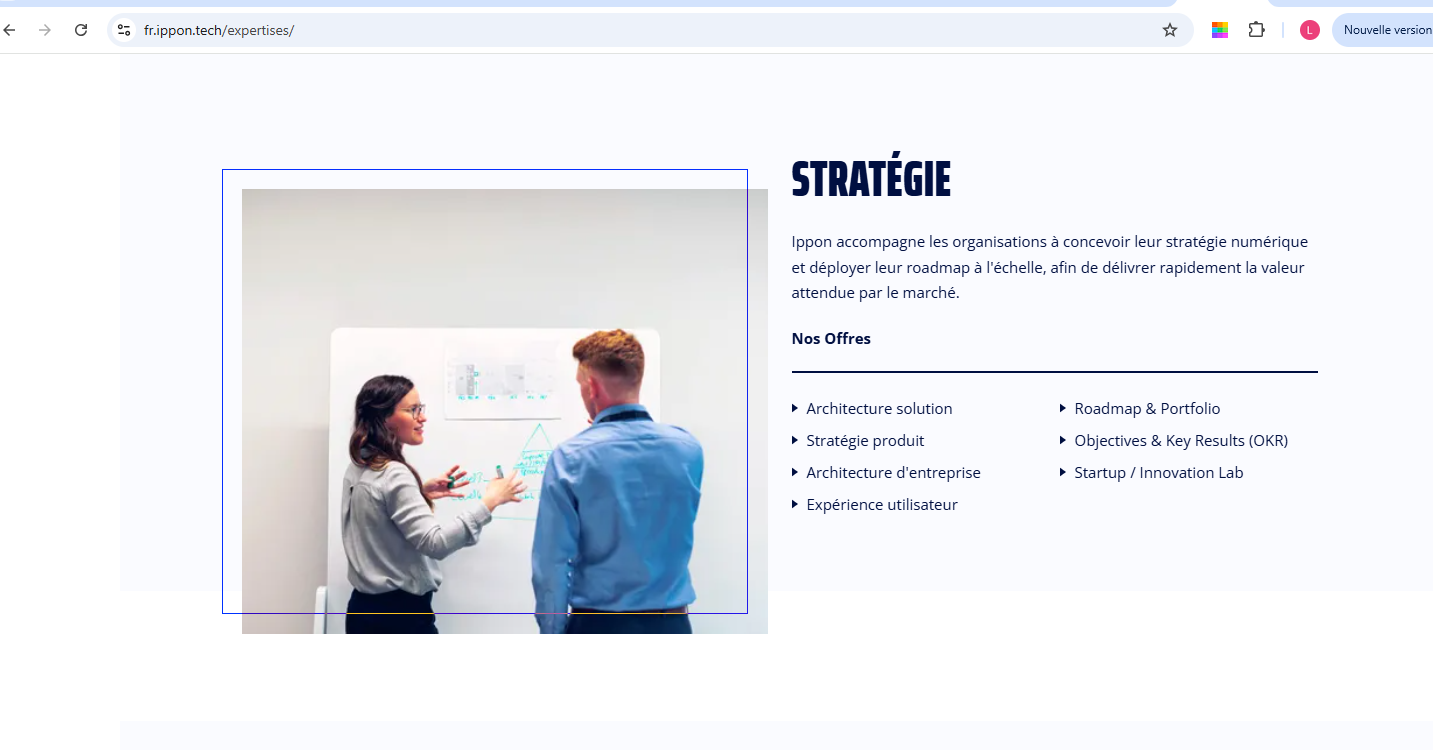 fr.ippon.tech/expertises/
L
Nouvelle version
STRATÉGIE
Ippon accompagne les organisations à concevoir leur stratégie numérique
et déployer leur roadmap à l'échelle, afin de délivrer rapidement la valeur
attendue par le marché.
Nos Offres
Architecture solution
Stratégie produit
Architecture d'entreprise
Expérience utilisateur
Roadmap & Portfolio
Objectives & Key Results (OKR)
Startup / Innovation Lab